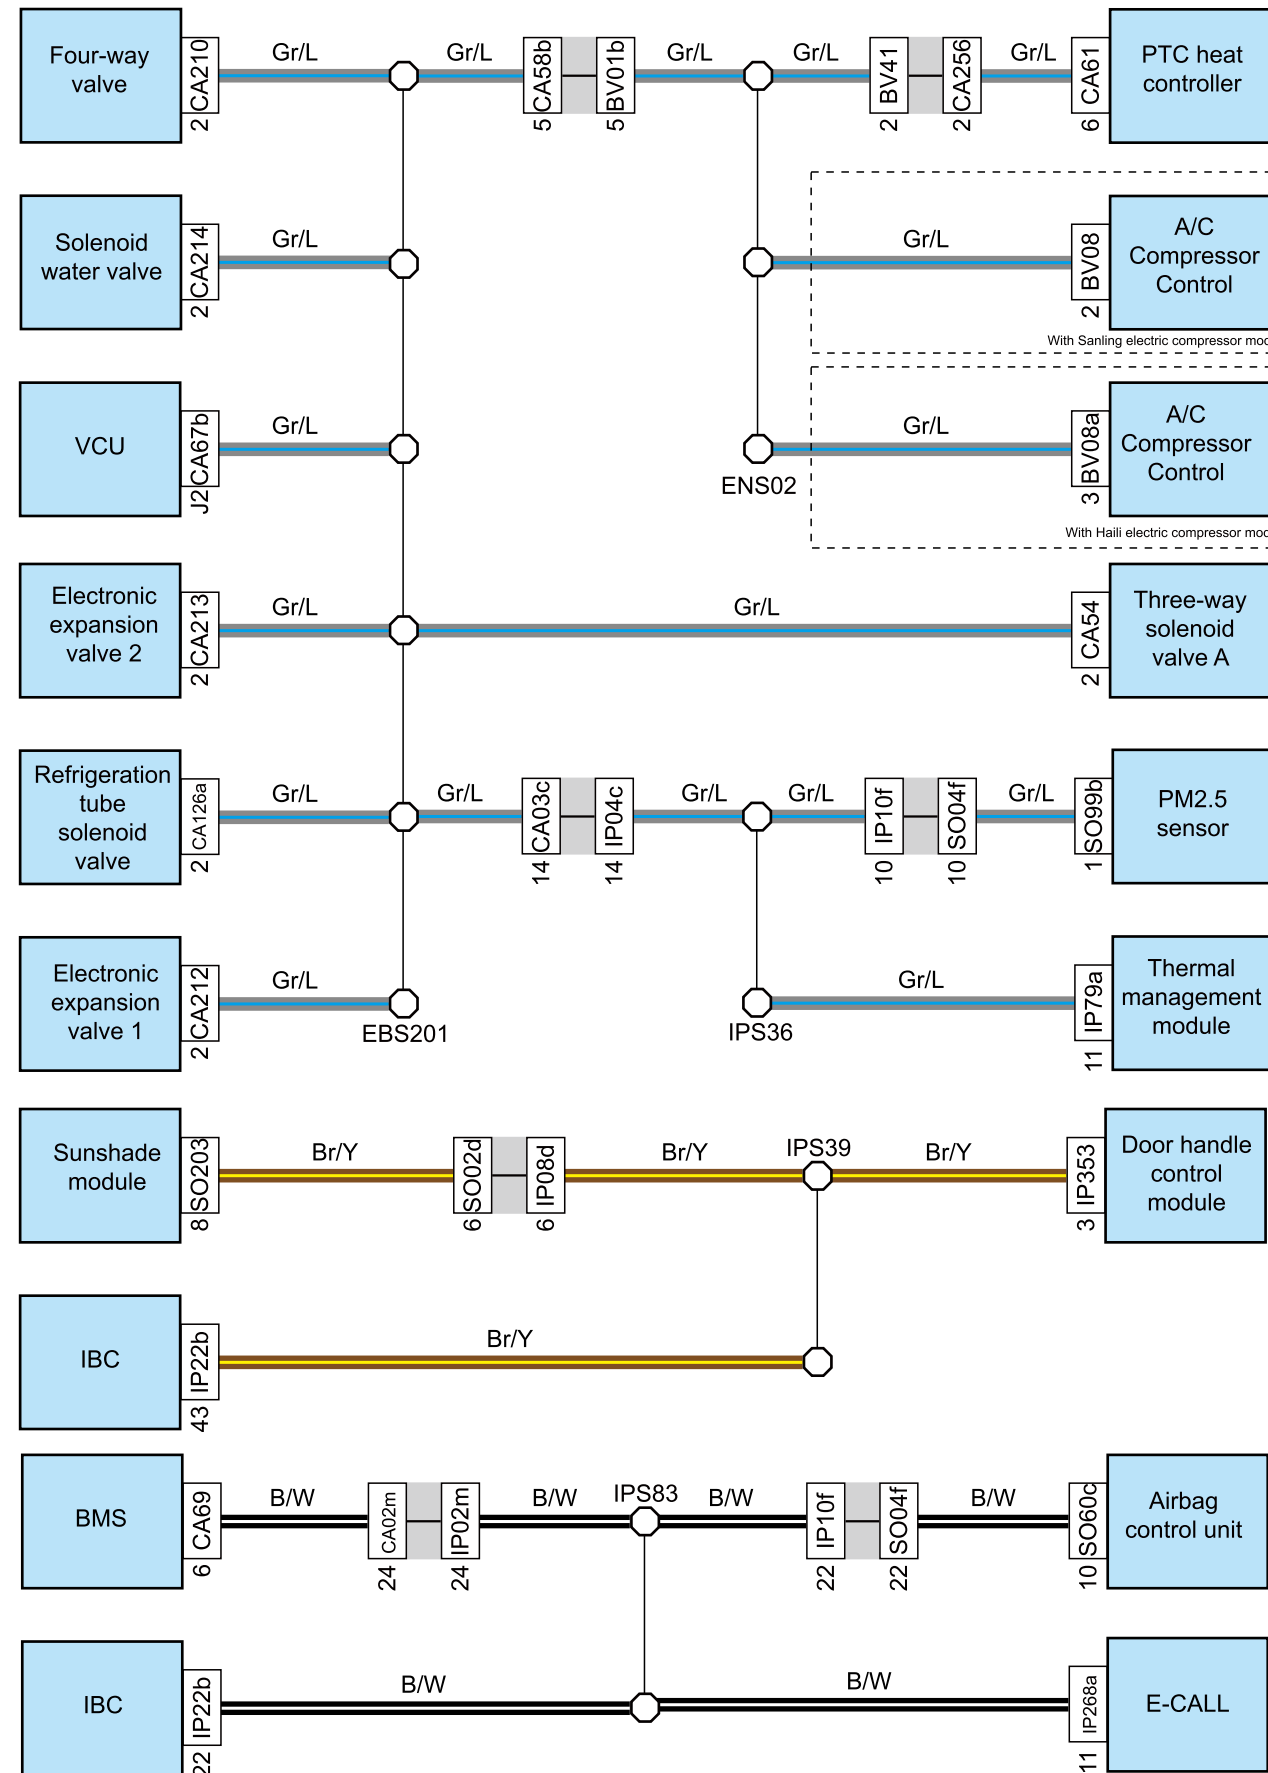 Four-way
valve
2 CA210
Gr/L
Gr/L
5 CA58b
5 BV01b
Gr/L
Gr/L
2 BV41
2 CA256
Gr/L
6 CA61
PTC heat
controller
Solenoid
water valve
2 CA214
Gr/L
Gr/L
2 BV08
A/C
Compressor
Control
With Sanling electric compressor mod
VCU
J2 CA67b
Gr/L
Gr/L
3 BV08a
A/C
Compressor
Control
ENS02
With Haili electric compressor mod
Electronic
expansion
valve 2
2 CA213
Gr/L
Gr/L
2 CA54
Three-way
solenoid
valve A
Refrigeration
tube
solenoid
valve
2 CA126a
Gr/L
Gr/L
14 CA03c
14 IP04c
Gr/L
Gr/L
10 IP10f
10 SO04f
Gr/L
1 SO99b
PM2.5
sensor
Electronic
expansion
valve 1
2 CA212
Gr/L
EBS201
IPS36
Gr/L
11 IP79a
Thermal
management
module
Sunshade
module
8 SO203
Br/Y
6 SO02d
6 IP08d
Br/Y
IPS39
Br/Y
3 IP353
Door handle
control
module
IBC
43 IP22b
Br/Y
BMS
6 CA69
B/W
24 CA02m
24 IP02m
B/W
IPS83
B/W
22 IP10f
22 SO04f
B/W
10 SO60c
Airbag
control unit
IBC
22 IP22b
B/W
B/W
11 IP268a
E-CALL